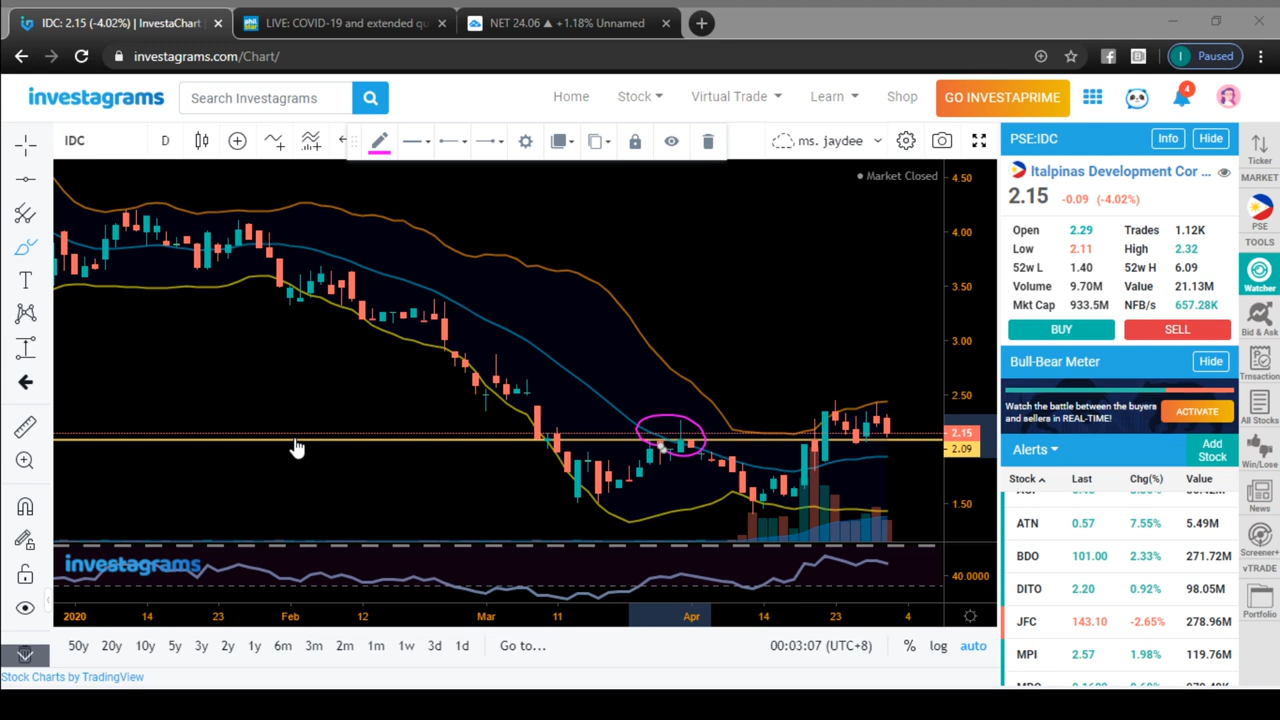 IDC: 2.15 (-4.02%) | InvestaChart
LIVE: COVID-19 and extended qu
NET 24.06 ▲ +1.18% Unnamed
investagrams.com/Chart/
Paused
investagrams
Search Investagrams
Home
Stock
Virtual Trade
Learn
Shop
GO INVESTAPRIME
4
IDC
D
ms. jaydee
Market Closed
4.50
4.00
3.50
3.00
2.50
2.15
2.09
1.50
investagrams
40.0000
2020
14
23
Feb
12
Mar
11
Apr
14
23
4
50y 20y 10y 5y 3y 2y 1y 6m 3m 2m 1m 1w 3d 1d Go to...
00:03:07 (UTC+8)
% log auto
Stock Charts by TradingView
PSE:IDC
Info
Hide
Italpinas Development Cor ...
2.15 -0.09 (-4.02%)
Open 2.29 Trades 1.12K
Low 2.11 High 2.32
52w L 1.40 52w H 6.09
Volume 9.70M Value 21.13M
Mkt Cap 933.5M NFB/s 657.28K
BUY
SELL
Bull-Bear Meter
Hide
Watch the battle between the buyers
and sellers in REAL-TIME!
ACTIVATE
Alerts
Add
Stock
Stock Last Chg(%) Value
ATN 0.57 7.55% 5.49M
BDO 101.00 2.33% 271.72M
DITO 2.20 0.92% 98.05M
JFC 143.10 -2.65% 278.96M
MPI 2.57 1.98% 119.76M
Ticker
MARKET
PSE
TOOLS
Watcher
Bid & Ask
Trnsaction
All Stocks
Win/Lose
News
Screener+
vTRADE
Portfolio